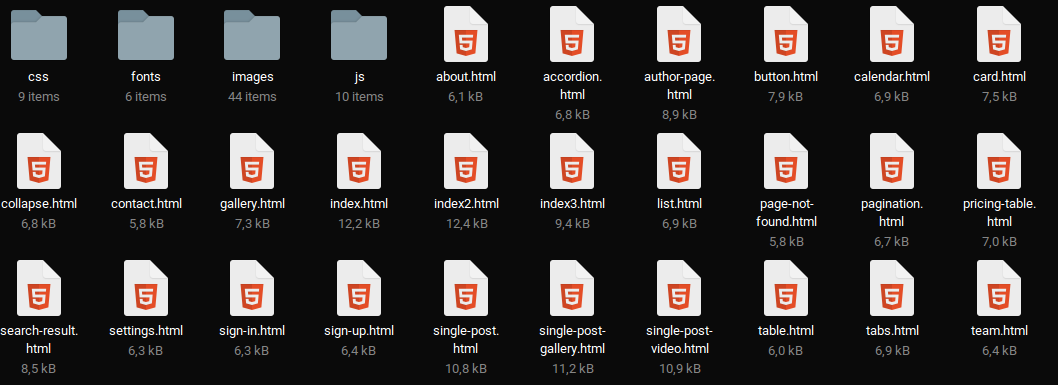 css
9 items
fonts
6 items
images
44 items
js
10 items
about.html
6,1 kB
accordion.
html
6,8 kB
author-page.
html
8,9 kB
button.html
7,9 kB
calendar.html
6,9 kB
card.html
7,5 kB
collapse.html
6,8 kB
contact.html
5,8 kB
gallery.html
7,3 kB
index.html
12,2 kB
index2.html
12,4 kB
index3.html
9,4 kB
list.html
6,9 kB
page-not-
found.html
5,8 kB
pagination.
html
6,7 kB
pricing-table.
html
7,0 kB
search-result.
html
8,5 kB
settings.html
6,3 kB
sign-in.html
6,3 kB
sign-up.html
6,4 kB
single-post.
html
10,8 kB
single-post-
gallery.html
11,2 kB
single-post-
video.html
10,9 kB
table.html
6,0 kB
tabs.html
6,9 kB
team.html
6,4 kB